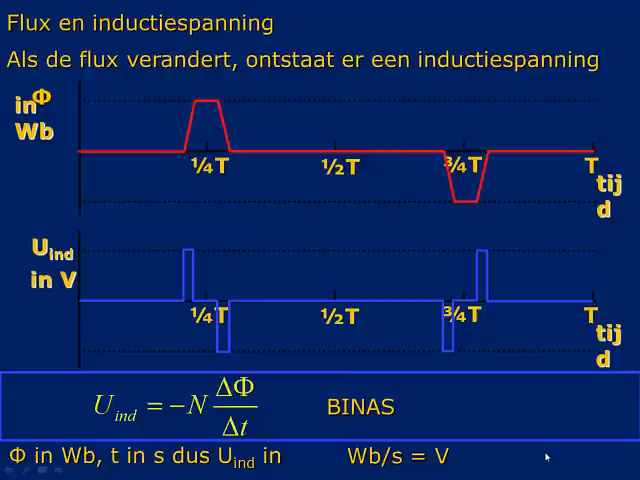 Flux en inductiespanning
Als de flux verandert, ontstaat er een inductiespanning
Φ
in
Wb
¼T ½T ¾T T
tij
d
Uind
in V
¼T ½T ¾T T
tij
d
Uind = −N ΔΦ/Δt BINAS
Φ in Wb, t in s dus Uind in Wb/s = V